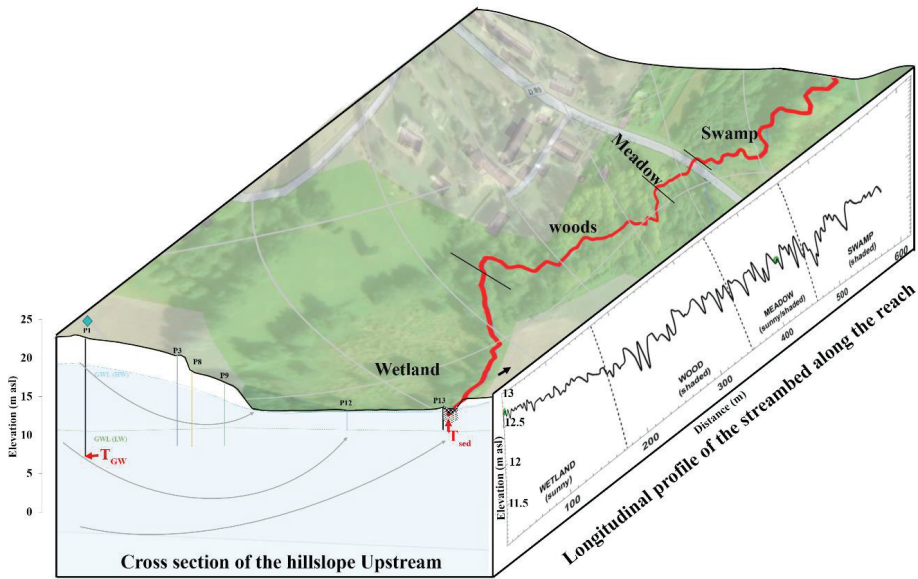 Swamp
Meadow
woods
Wetland
25
20
15
10
5
0
Elevation (m asl)
P1
P3
P8
P9
P12
P13
GWL (HW)
GWL (LW)
T GW
T sed
Cross section of the hillslope Upstream
13
12.5
12
11.5
Elevation (m asl)
100
200
300
400
500
600
Distance (m)
WETLAND
(sunny)
WOOD
(shaded)
MEADOW
(sunny/shaded)
SWAMP
(shaded)
Longitudinal profile of the streambed along the reach